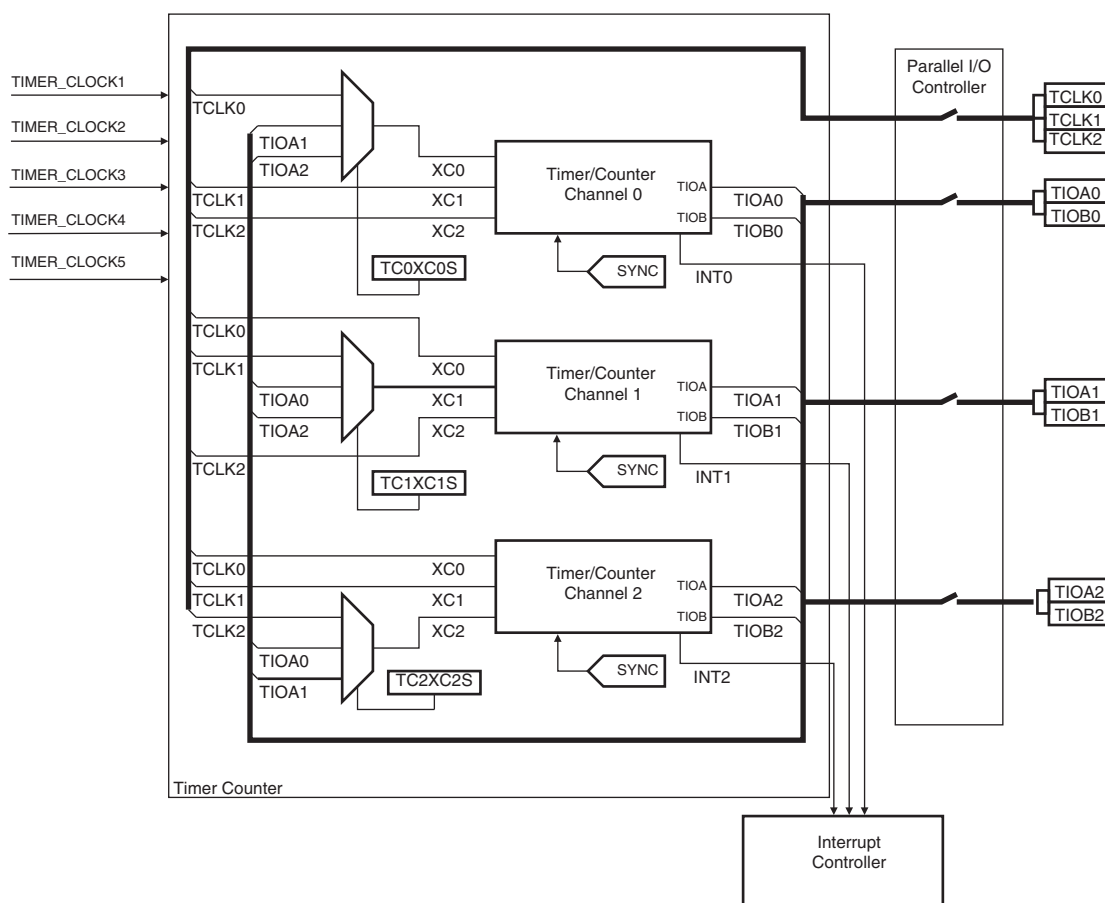 TIMER_CLOCK1
TIMER_CLOCK2
TIMER_CLOCK3
TIMER_CLOCK4
TIMER_CLOCK5
TCLK0
TIOA1
TIOA2
TCLK1
TCLK2
XC0
XC1
XC2
TC0XC0S
Timer/Counter
Channel 0
TIOA
TIOB
TIOA0
TIOB0
SYNC
INT0
TCLK0
TCLK1
TIOA0
TIOA2
TCLK2
XC0
XC1
XC2
TC1XC1S
Timer/Counter
Channel 1
TIOA
TIOB
TIOA1
TIOB1
SYNC
INT1
TCLK0
TCLK1
TCLK2
TIOA0
TIOA1
XC0
XC1
XC2
TC2XC2S
Timer/Counter
Channel 2
TIOA
TIOB
TIOA2
TIOB2
SYNC
INT2
Timer Counter
Parallel I/O
Controller
TCLK0
TCLK1
TCLK2
TIOA0
TIOB0
TIOA1
TIOB1
TIOA2
TIOB2
Interrupt
Controller